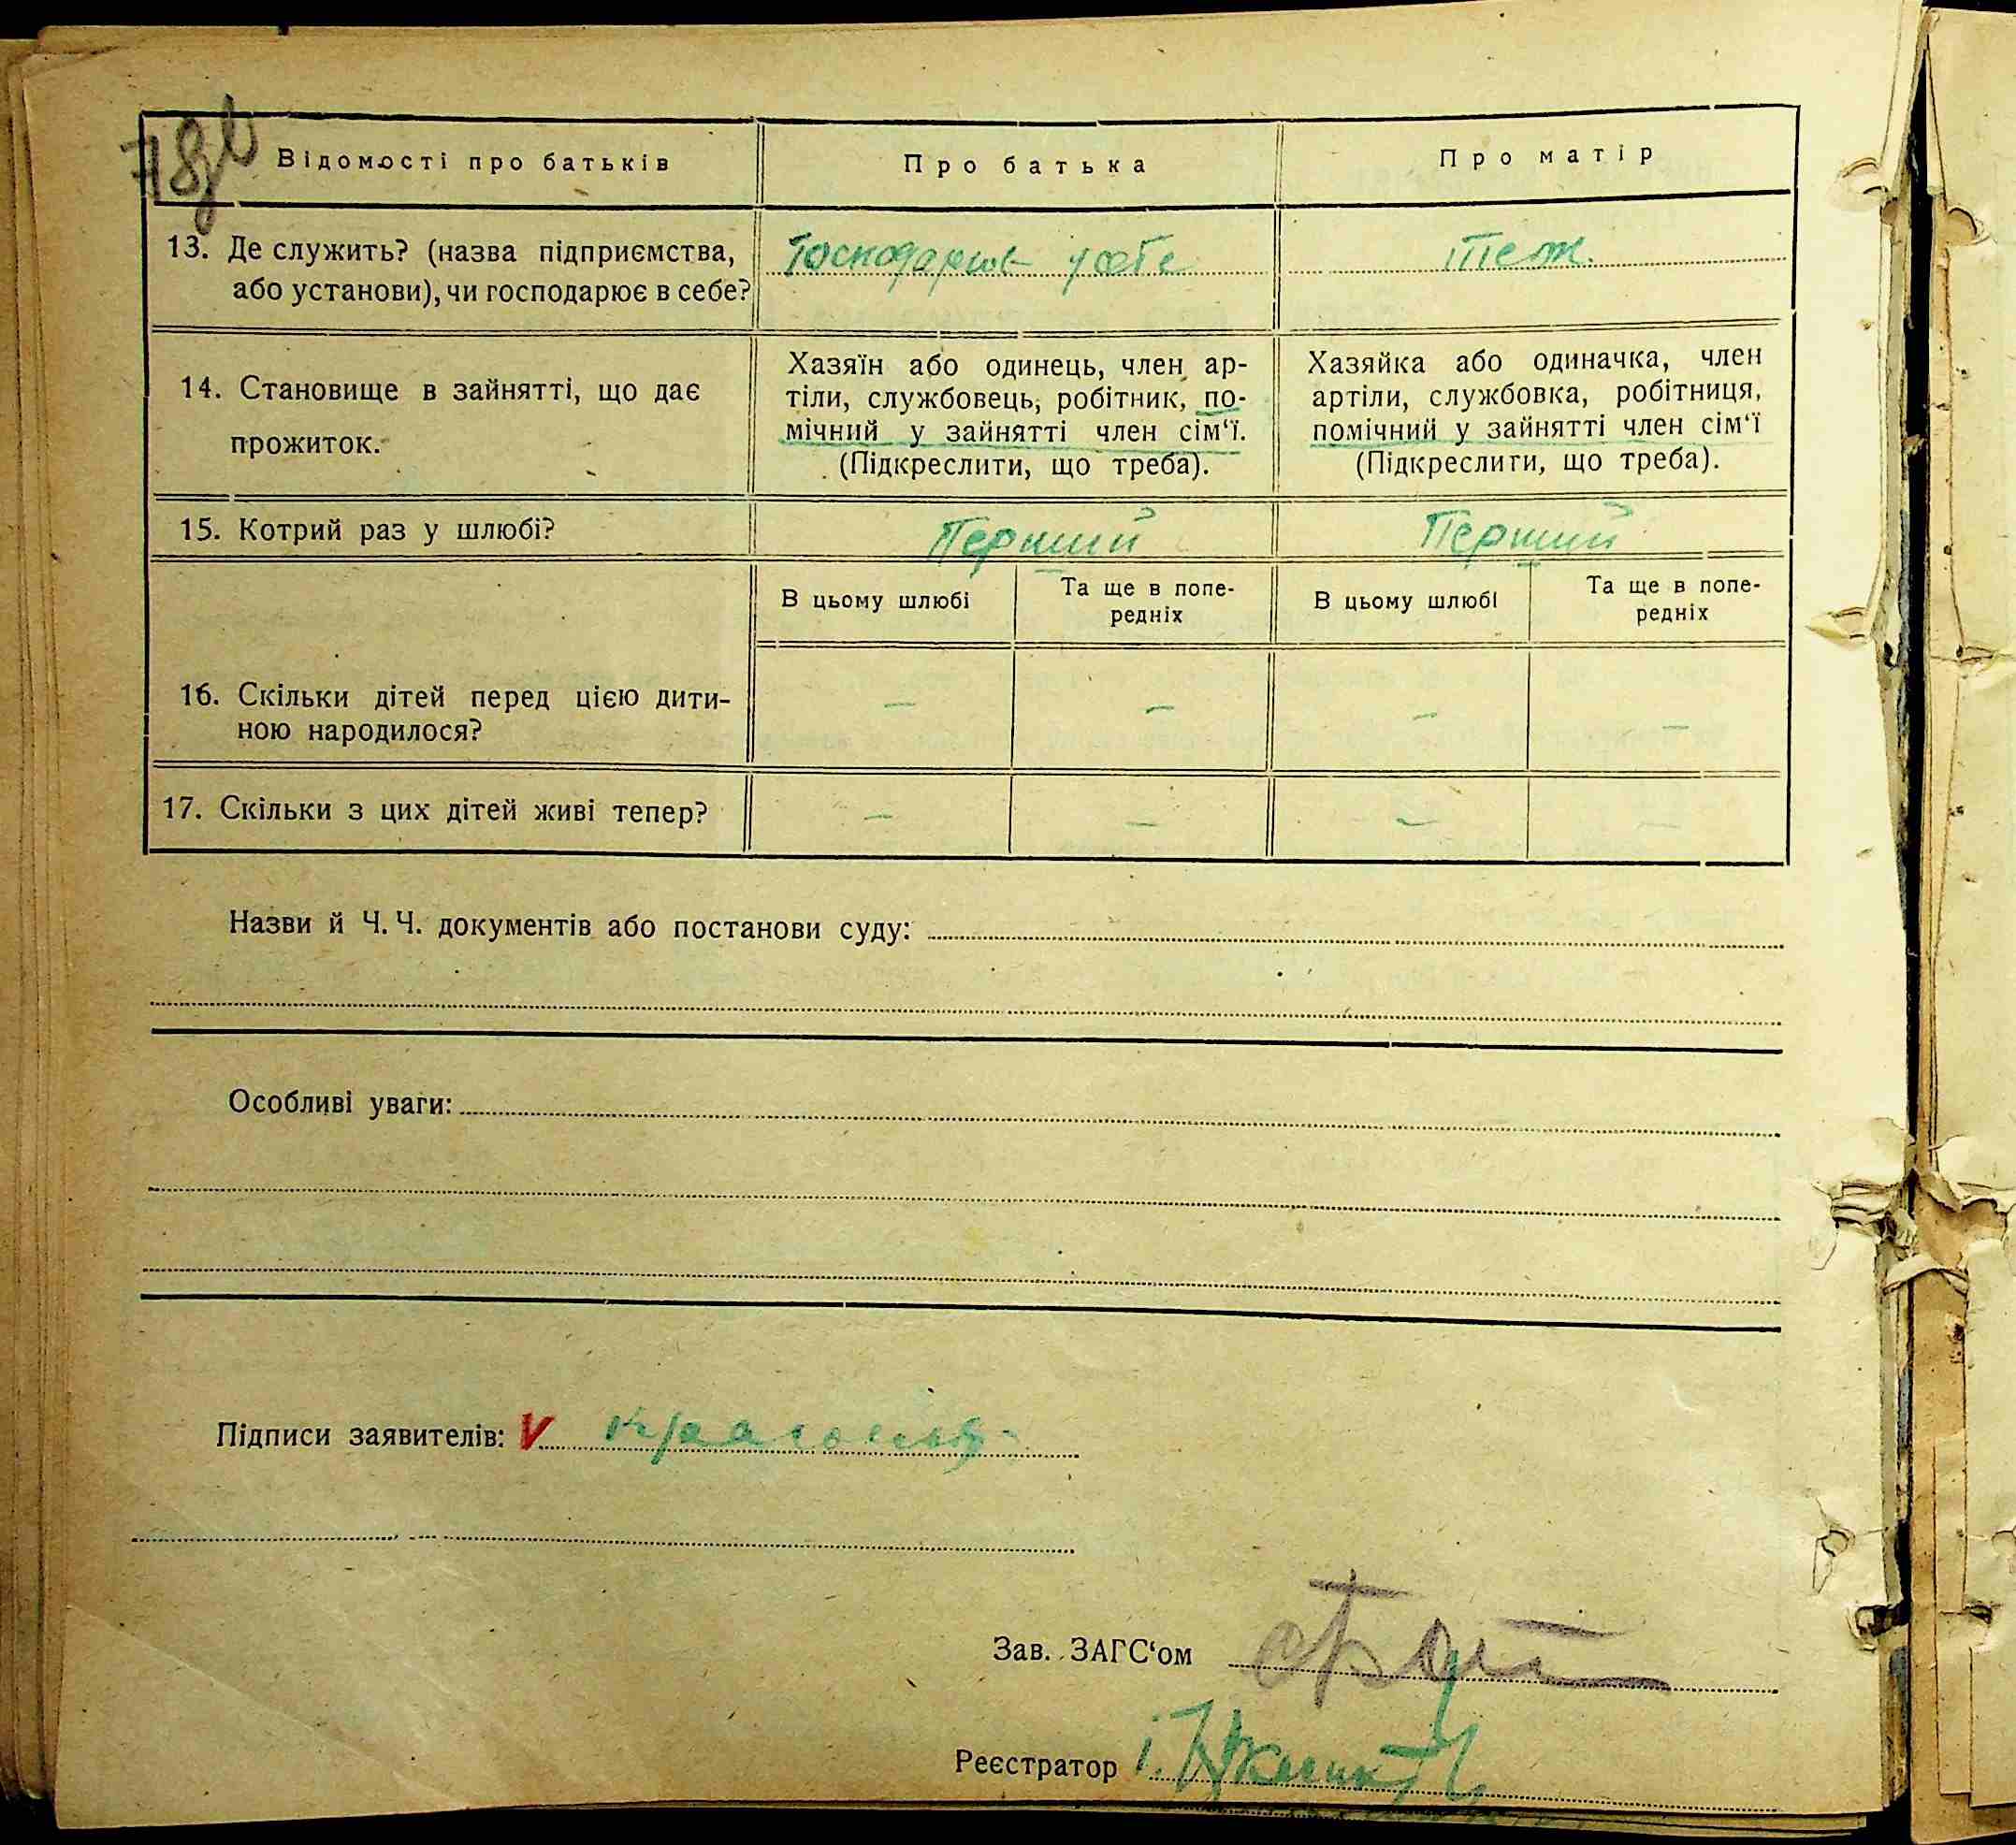 78
Відомості про батьків
Про батька
Про матір
13. Де служить? (назва підприємства,
або установи), чи господарює в себе?
Господарює у себе
Теж.
14. Становище в зайнятті, що дає
прожиток.
Хазяїн або одинець, член ар-
тіли, службовець, робітник, по-
мічний у зайнятті член сім‘ї.
(Підкреслити, що треба).
Хазяйка або одиначка, член
артіли, службовка, робітниця,
помічний у зайнятті член сім‘ї
(Підкреслити, що треба).
15. Котрий раз у шлюбі?
Перший
Перший
В цьому шлюбі
Та ще в попе-
редніх
В цьому шлюбі
Та ще в попе-
редніх
16. Скільки дітей перед цією дити-
ною народилося?
– – – –
17. Скільки з цих дітей живі тепер?
– – – –
Назви й Ч. Ч. документів або постанови суду:
Особливі уваги:
Підписи заявителів: V
Зав. ЗАГС‘ом
Реєстратор